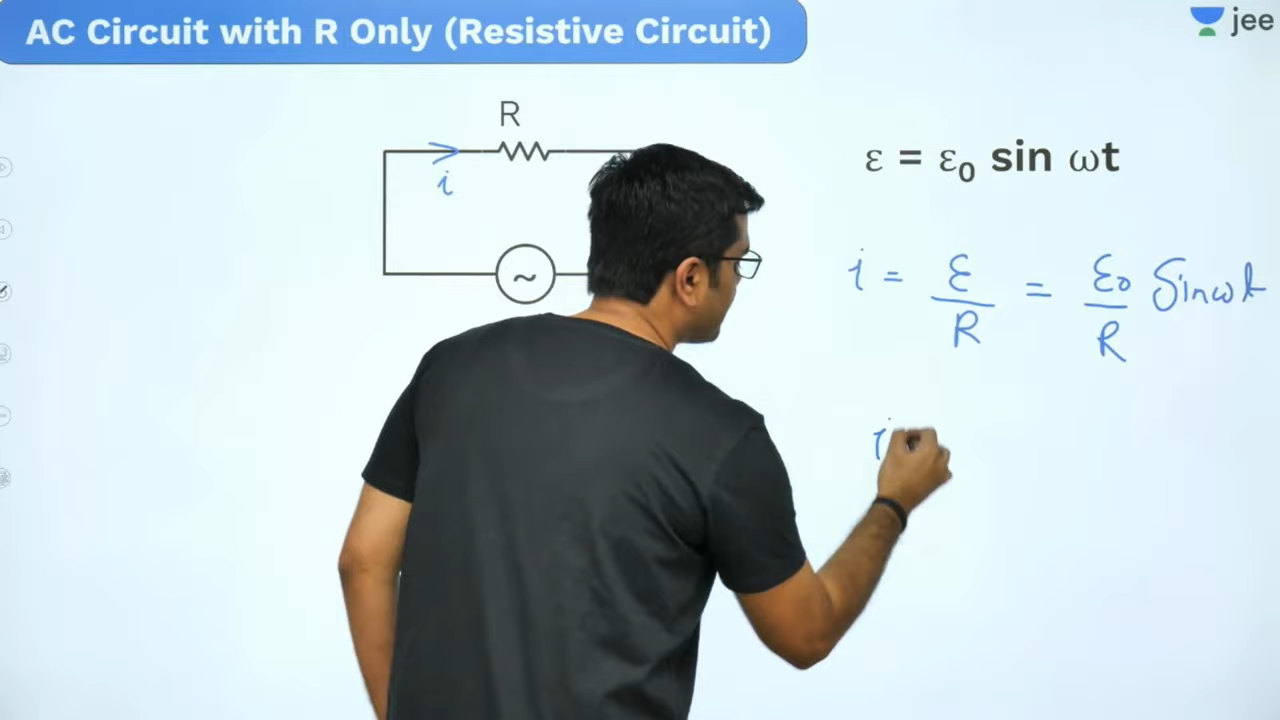 AC Circuit with R Only (Resistive Circuit)
jee
R
i
~
ε = ε₀ sin ωt
i = ε/R = ε₀/R Sinωt
i